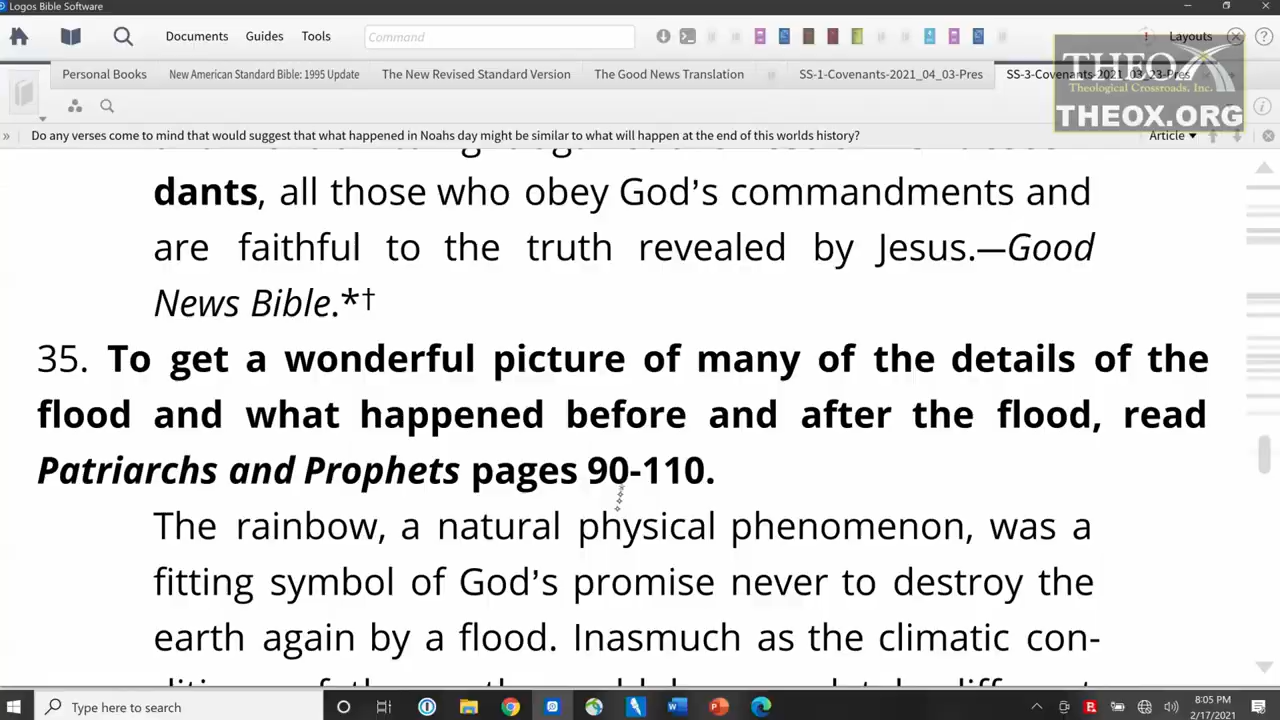 Logos Bible Software
Documents Guides Tools Command Layouts
Personal Books New American Standard Bible: 1995 Update The New Revised Standard Version The Good News Translation SS-1-Covenants-2021_04_03-Pres SS-3-Covenants-2021_03_23-Pres
THEOX
Theological Crossroads, Inc.
THEOX.ORG
» Do any verses come to mind that would suggest that what happened in Noahs day might be similar to what will happen at the end of this worlds history? Article
dants, all those who obey God's commandments and
are faithful to the truth revealed by Jesus.—Good
News Bible.*†
35. To get a wonderful picture of many of the details of the
flood and what happened before and after the flood, read
Patriarchs and Prophets pages 90-110.
The rainbow, a natural physical phenomenon, was a
fitting symbol of God's promise never to destroy the
earth again by a flood. Inasmuch as the climatic con-
Type here to search
8:05 PM
2/17/2021